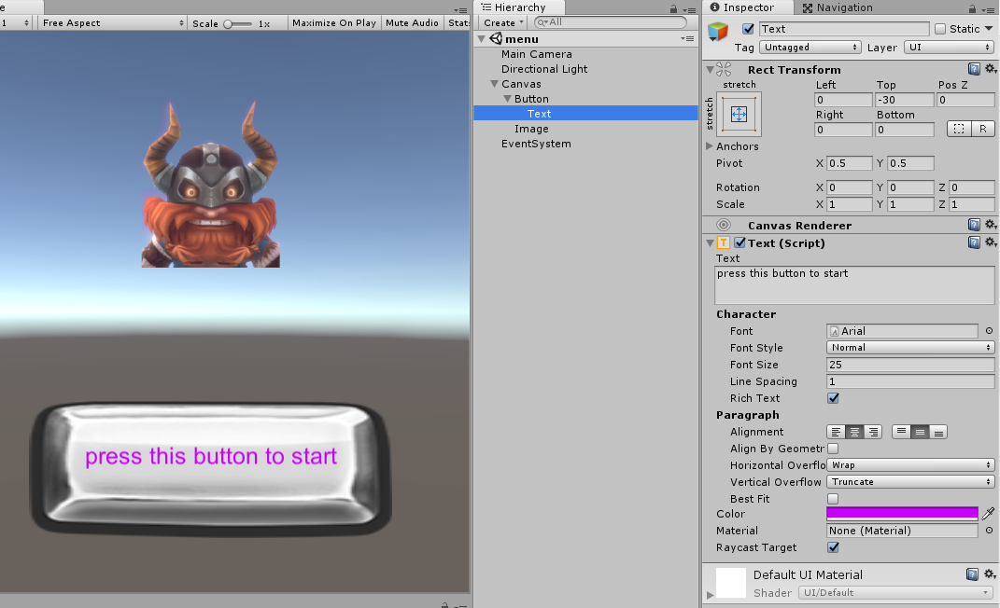 1 Free Aspect Scale 1x Maximize On Play Mute Audio Stats
press this button to start
Hierarchy
Create All
menu
Main Camera
Directional Light
Canvas
Button
Text
Image
EventSystem
Inspector Navigation
Text Static
Tag Untagged Layer UI
Rect Transform
stretch Left Top Pos Z
stretch 0 -30 0
Right Bottom
0 0 R
Anchors
Pivot X 0.5 Y 0.5
Rotation X 0 Y 0 Z 0
Scale X 1 Y 1 Z 1
Canvas Renderer
T Text (Script)
Text
press this button to start
Character
Font Arial
Font Style Normal
Font Size 25
Line Spacing 1
Rich Text
Paragraph
Alignment
Align By Geometr
Horizontal Overflo Wrap
Vertical Overflow Truncate
Best Fit
Color
Material None (Material)
Raycast Target
Default UI Material
Shader UI/Default